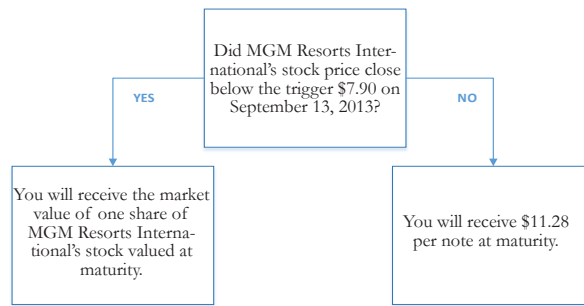 Did MGM Resorts Inter-
national's stock price close
below the trigger $7.90 on
September 13, 2013?
YES
NO
You will receive the market
value of one share of
MGM Resorts Interna-
tional's stock valued at
maturity.
You will receive $11.28
per note at maturity.